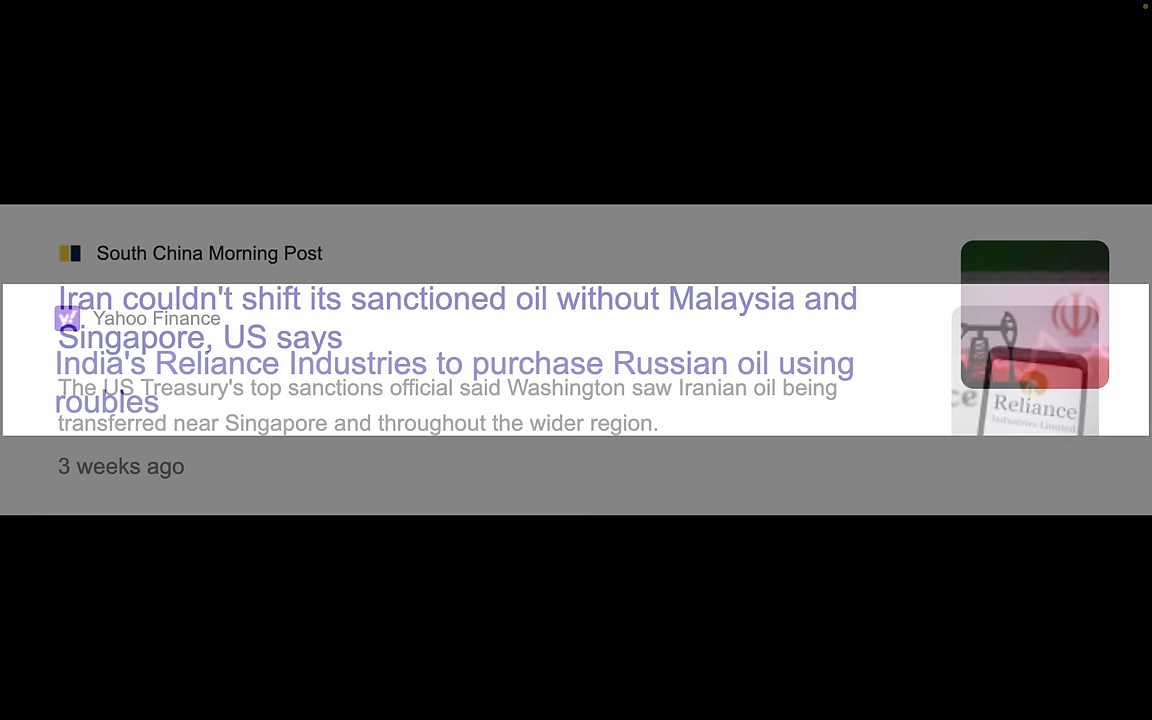 South China Morning Post
Iran couldn't shift its sanctioned oil without Malaysia and
Yahoo Finance
Singapore, US says
India's Reliance Industries to purchase Russian oil using
The US Treasury's top sanctions official said Washington saw Iranian oil being
roubles
transferred near Singapore and throughout the wider region.
3 weeks ago
Reliance
Industries Limited